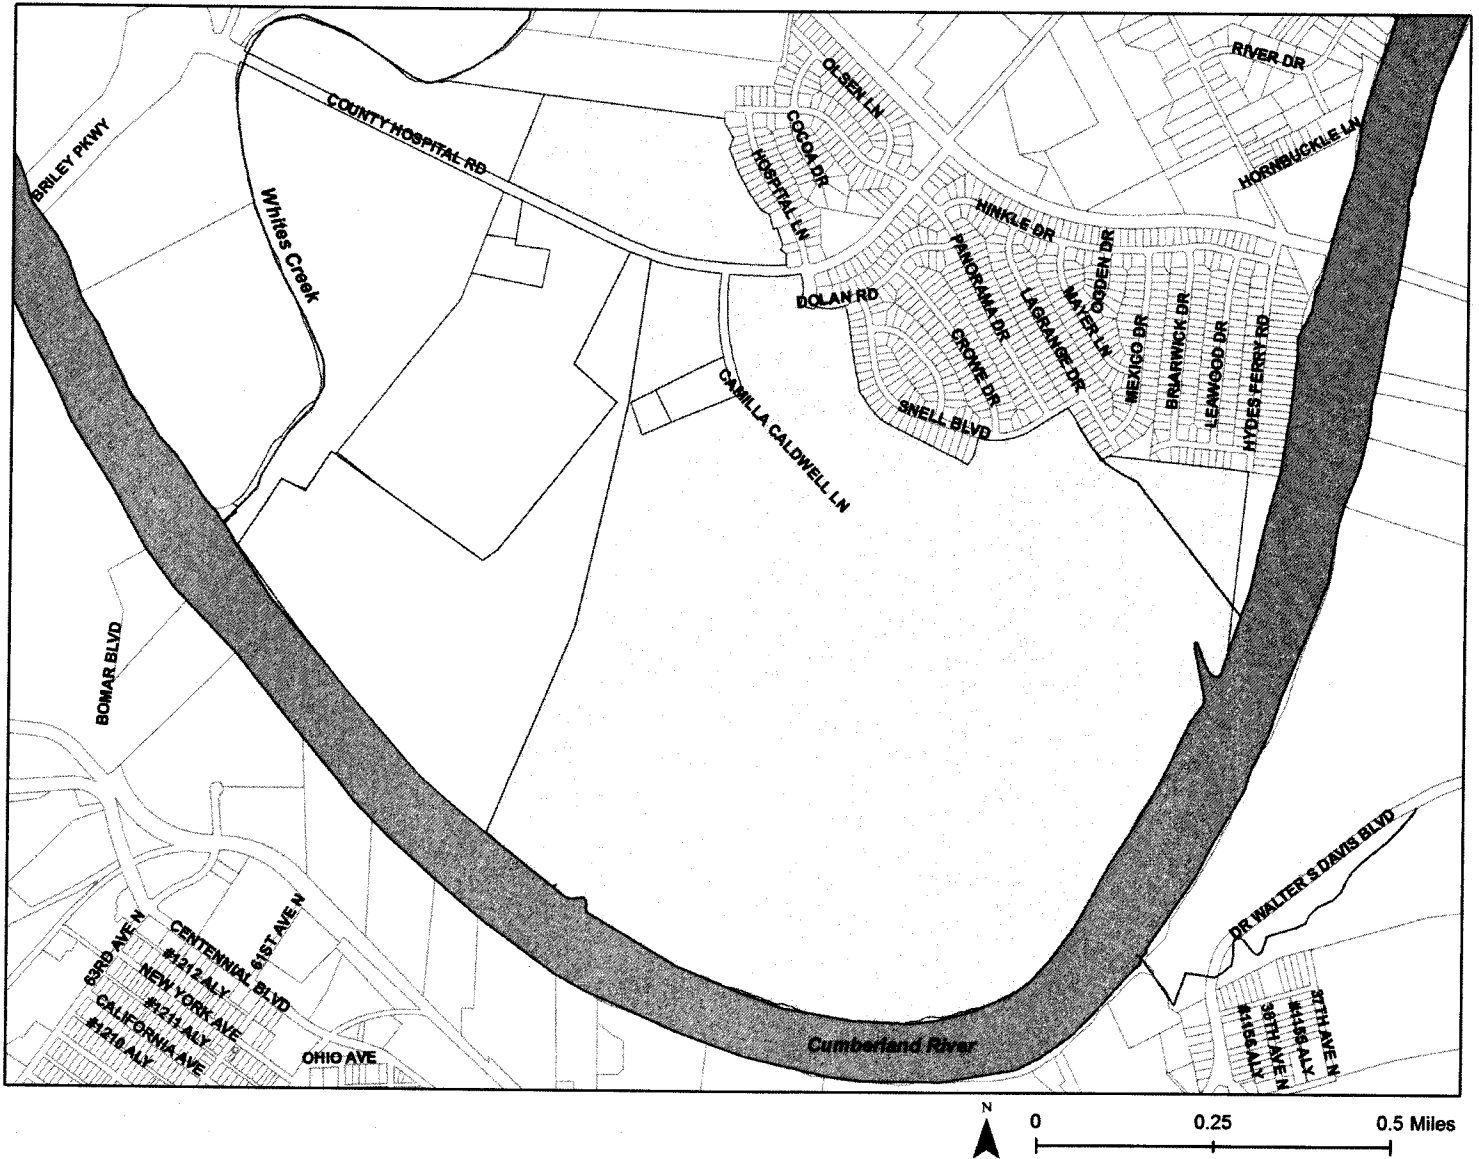 RIVER DR
OLSEN LN
COUNTY HOSPITAL RD
BRILEY PKWY
COCOA DR
HORNBUCKLE LN
HOSPITAL LN
Whites Creek
HINKLE DR
OGDEN DR
PANORAMA DR
DOLAN RD
LAGRANGE DR
MAYER LN
MEXICO DR
BRIARWICK DR
LEAWOOD DR
HYDES FERRY RD
CROWE DR
SNELL BLVD
CAMILLA CALDWELL LN
BOMAR BLVD
DR WALTER S DAVIS BLVD
63RD AVE N
61ST AVE N
CENTENNIAL BLVD
#1212 ALY
NEW YORK AVE
#1211 ALY
CALIFORNIA AVE
#1210 ALY
OHIO AVE
Cumberland River
37TH AVE N
38TH AVE N
N
0
0.25
0.5 Miles